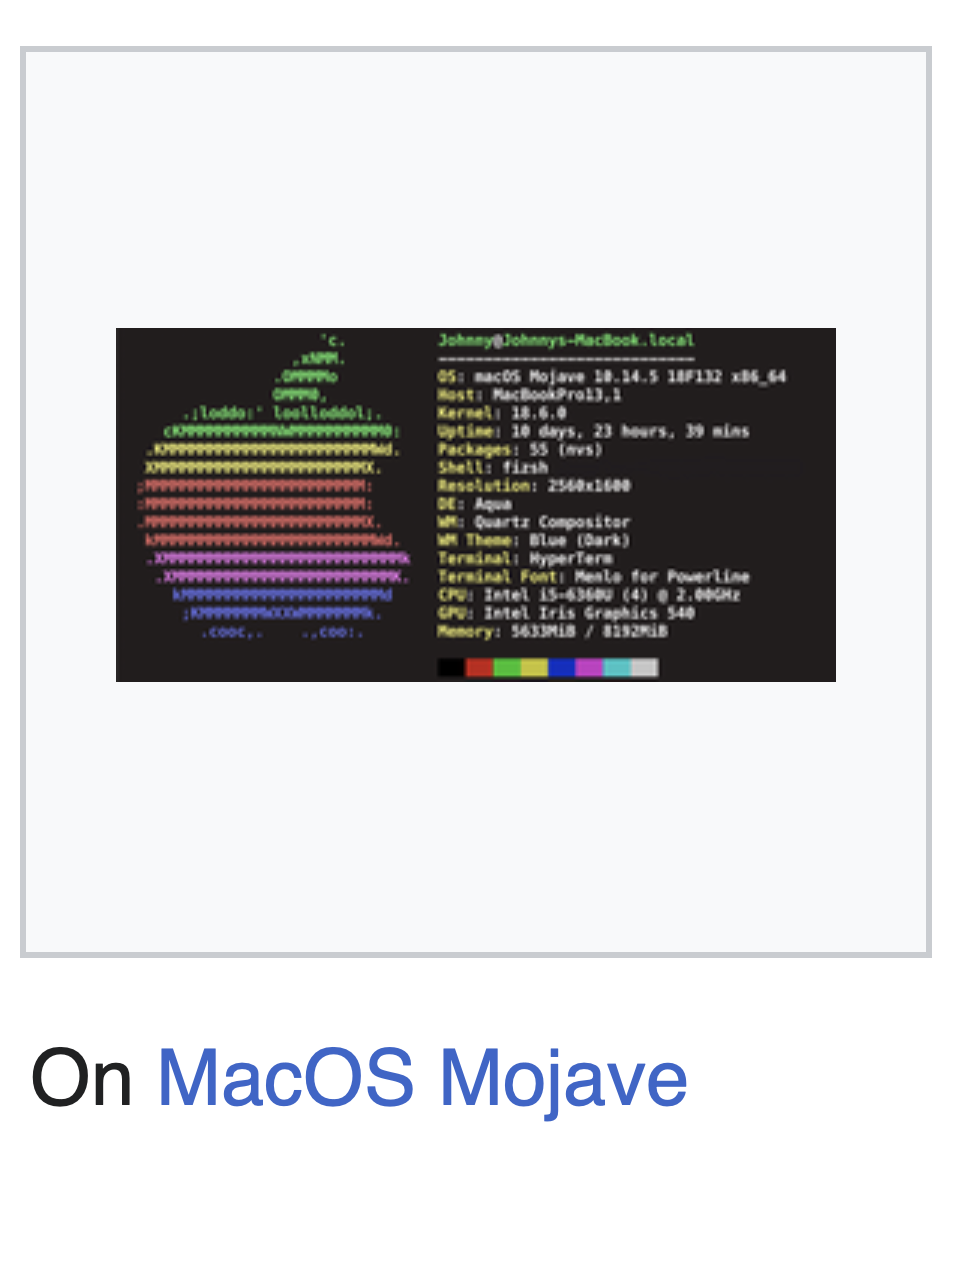 Johnny@Johnnys-MacBook.local
----------------------------
OS: macOS Mojave 10.14.5 18F132 x86_64
Host: MacBookPro13,1
Kernel: 18.6.0
Uptime: 10 days, 23 hours, 39 mins
Packages: 55 (nvs)
Shell: fizsh
Resolution: 2560x1600
DE: Aqua
WM: Quartz Compositor
WM Theme: Blue (Dark)
Terminal: HyperTerm
Terminal Font: Menlo for Powerline
CPU: Intel i5-6360U (4) @ 2.00GHz
GPU: Intel Iris Graphics 540
Memory: 5633MiB / 8192MiB
On MacOS Mojave